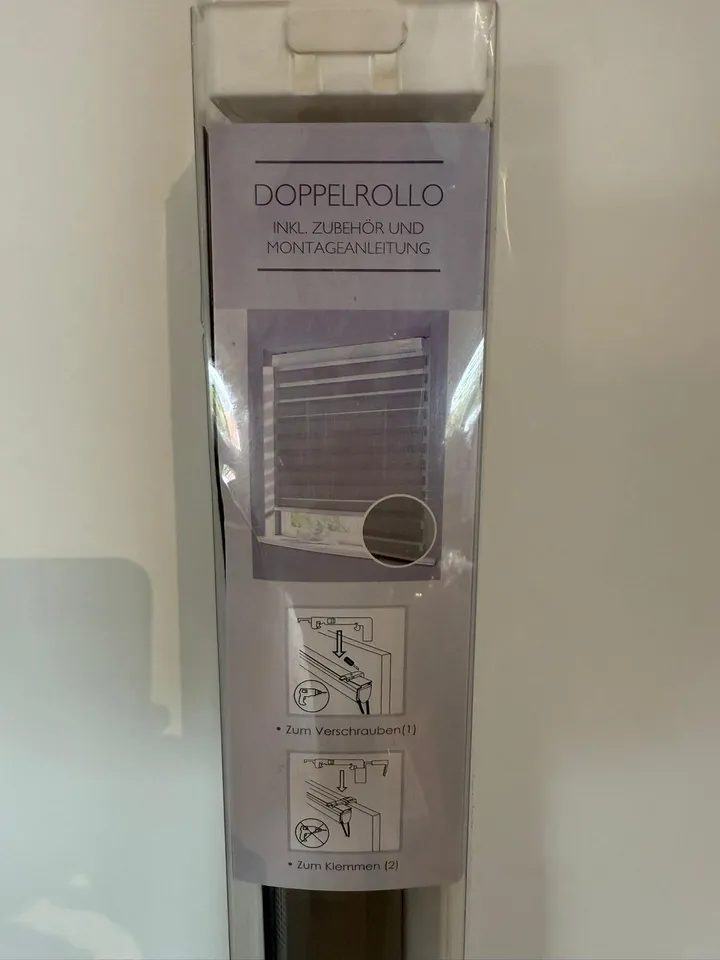 DOPPELROLLO
INKL. ZUBEHÖR UND
MONTAGEANLEITUNG
• Zum Verschrauben(1)
• Zum Klemmen (2)